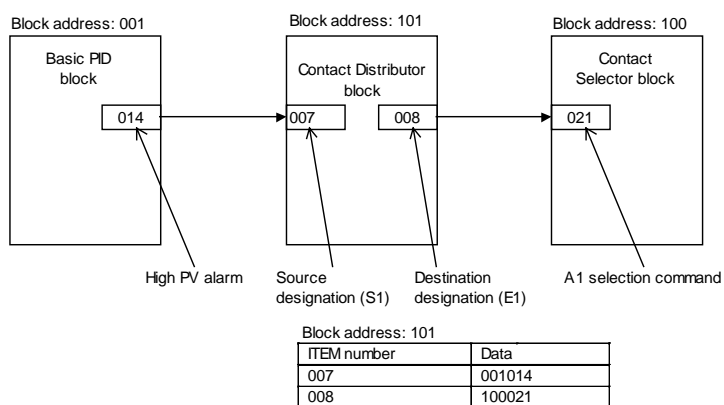 Block address: 001
Block address: 101
Block address: 100
Basic PID
block
Contact Distributor
block
Contact
Selector block
014
007
008
021
High PV alarm
Source
designation (S1)
Destination
designation (E1)
A1 selection command
Block address: 101
ITEM number Data
007 001014
008 100021